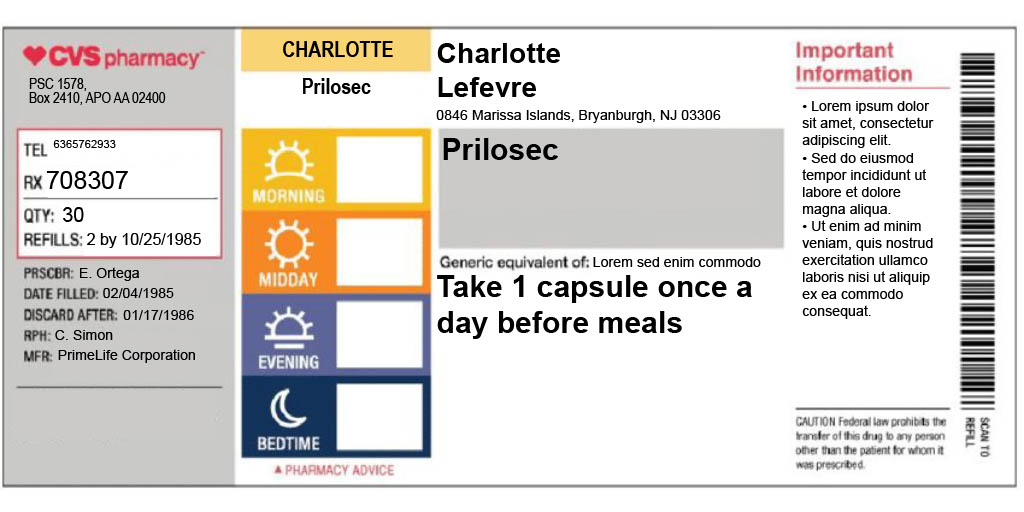 CVS pharmacy
PSC 1578,
Box 2410, APO AA 02400
TEL 6365762933
RX 708307
QTY: 30
REFILLS: 2 by 10/25/1985
PRSCBR: E. Ortega
DATE FILLED: 02/04/1985
DISCARD AFTER: 01/17/1986
RPH: C. Simon
MFR: PrimeLife Corporation
CHARLOTTE
Prilosec
MORNING
MIDDAY
EVENING
BEDTIME
▲ PHARMACY ADVICE
Charlotte
Lefevre
0846 Marissa Islands, Bryanburgh, NJ 03306
Prilosec
Generic equivalent of: Lorem sed enim commodo
Take 1 capsule once a
day before meals
Important
Information
• Lorem ipsum dolor
sit amet, consectetur
adipiscing elit.
• Sed do eiusmod
tempor incididunt ut
labore et dolore
magna aliqua.
• Ut enim ad minim
veniam, quis nostrud
exercitation ullamco
laboris nisi ut aliquip
ex ea commodo
consequat.
CAUTION Federal law prohibits the
transfer of this drug to any person
other than the patient for whom it
was prescribed.
SCAN TO
REFILL